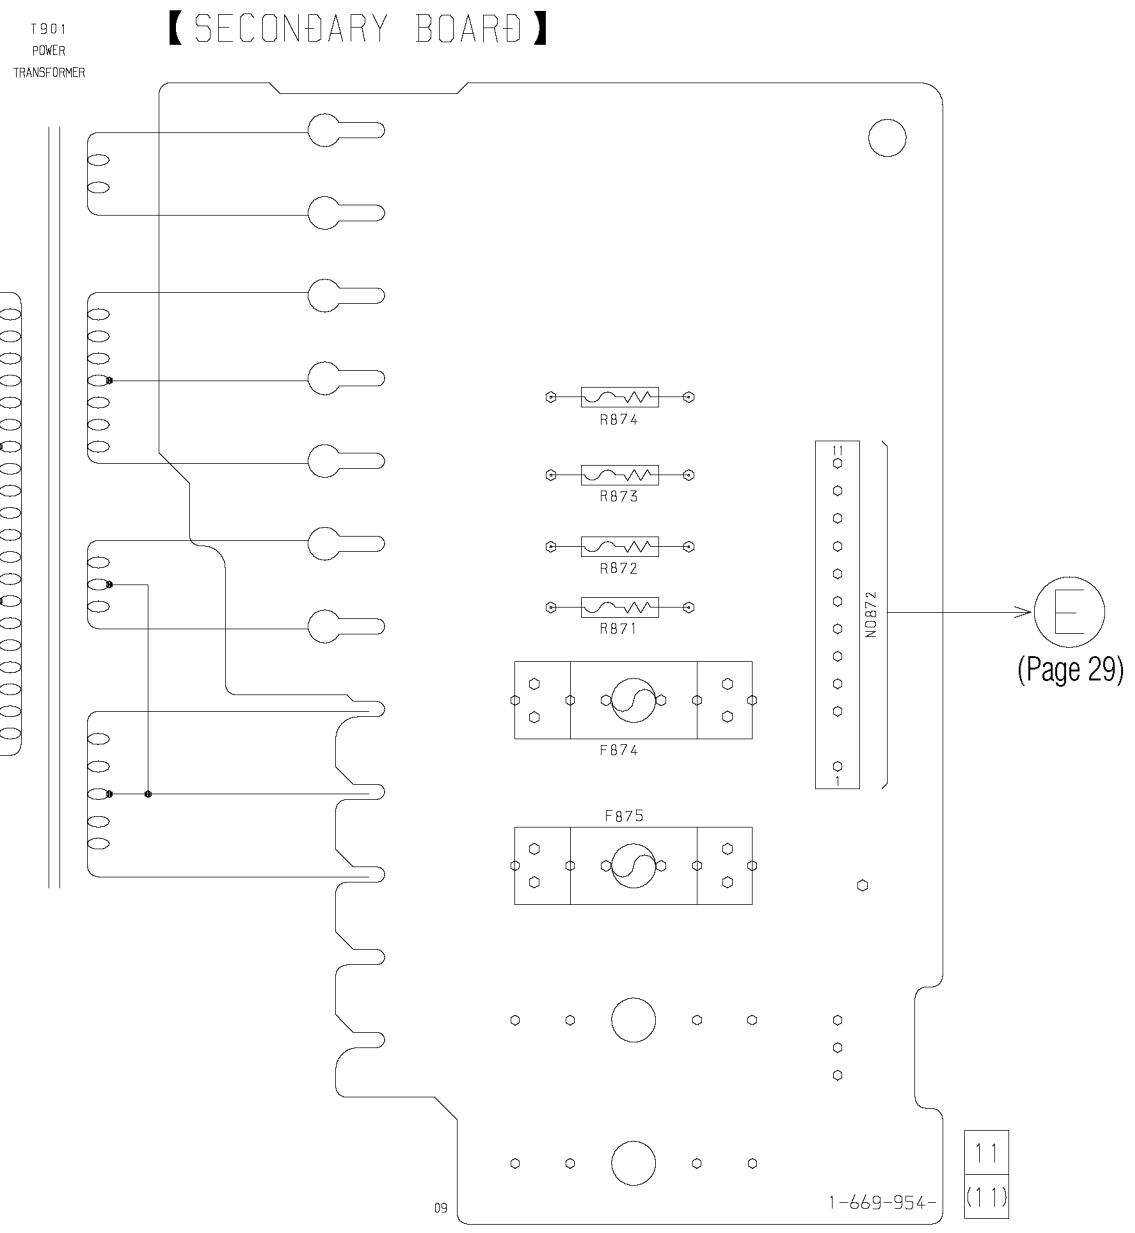 T901
POWER
TRANSFORMER
【SECONDARY BOARD】
R874
R873
R872
R871
F874
F875
11
1
ND872
E
(Page 29)
09
1-669-954-
11
(11)